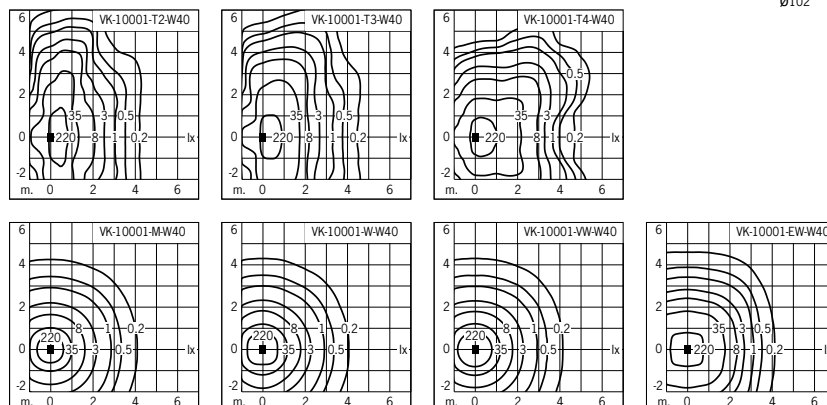 Ø102
6 VK-10001-T2-W40
4
2
35 3 0.5
0 220 8 1 0.2 lx
-2
m. 0 2 4 6
6 VK-10001-T3-W40
4
2
35 3 0.5
0 220 8 1 0.2 lx
-2
m. 0 2 4 6
6 VK-10001-T4-W40
4
0.5
2
35
0 220 8 1 0.2 lx
-2
m. 0 2 4 6
6 VK-10001-M-W40
4
2
8 1 0.2
220
0 35 3 0.5 lx
-2
m. 0 2 4 6
6 VK-10001-W-W40
4
2
8 1 0.2
220
0 35 3 0.5 lx
-2
m. 0 2 4 6
6 VK-10001-VW-W40
4
2
8 1 0.2
220
0 35 3 0.5 lx
-2
m. 0 2 4 6
6 VK-10001-EW-W40
4
2
35 3 0.5
0 220 8 1 0.2 lx
-2
m. 0 2 4 6